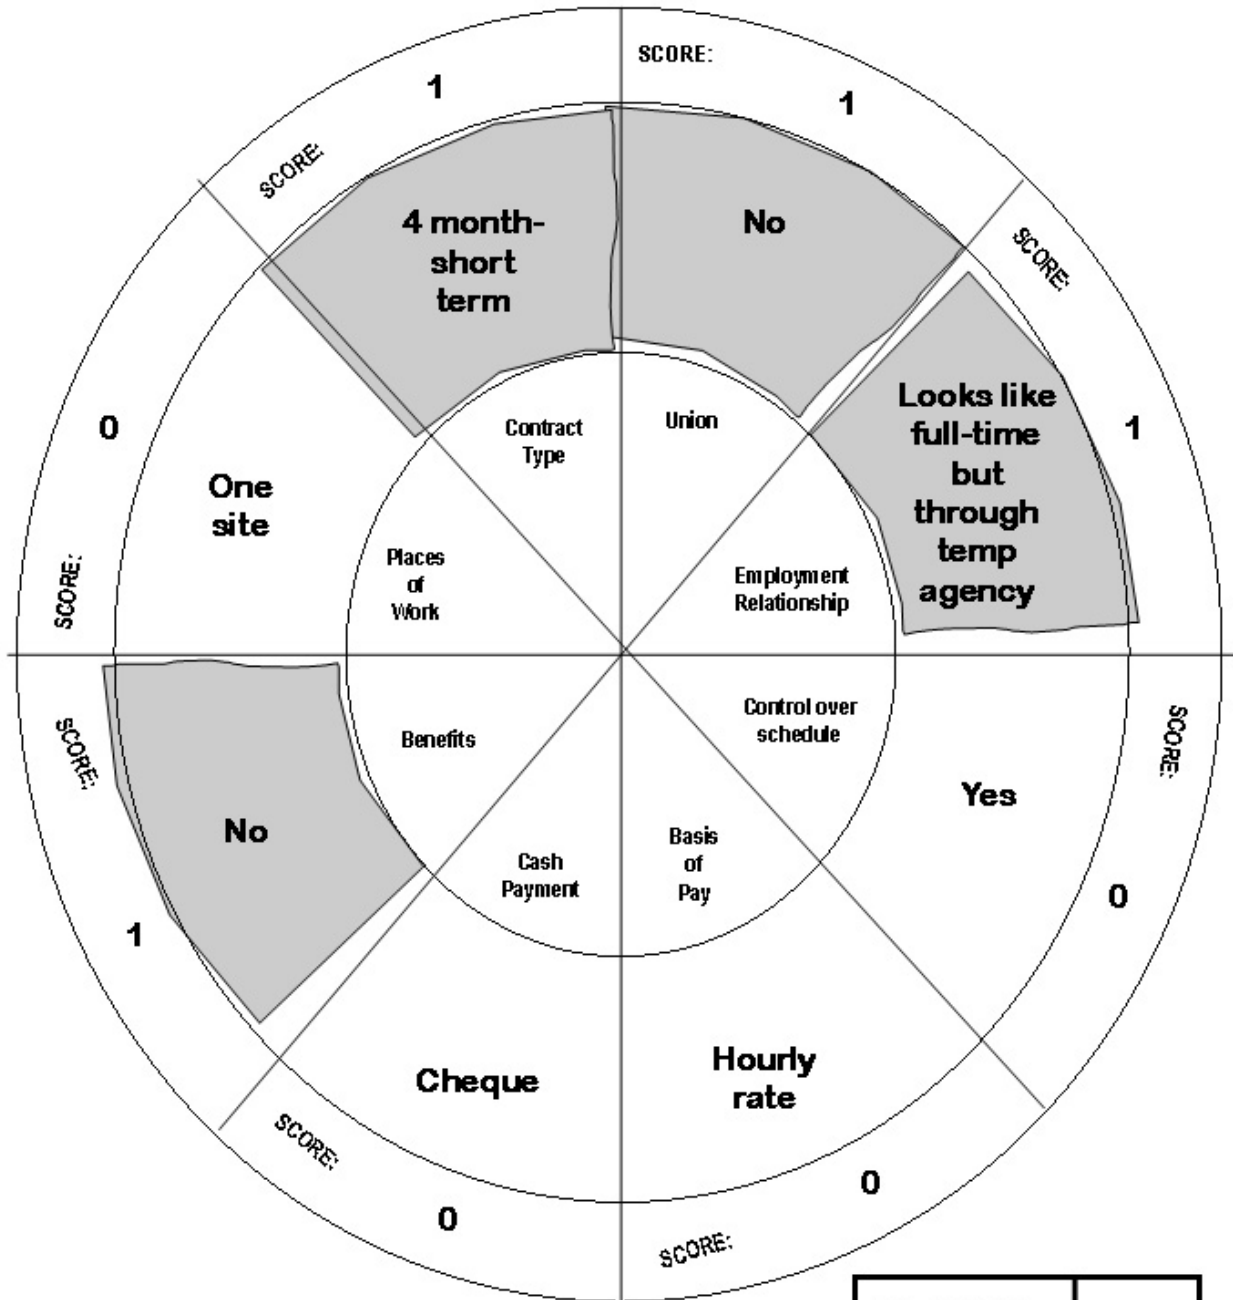 SCORE:
1
No
Union
SCORE:
1
Looks like
full-time
but
through
temp
agency
Employment
Relationship
SCORE:
0
Yes
Control over
schedule
SCORE:
0
Hourly
rate
Basis
of
Pay
SCORE:
0
Cheque
Cash
Payment
SCORE:
1
No
Benefits
SCORE:
0
One
site
Places
of
Work
SCORE:
1
4 month-
short
term
Contract
Type